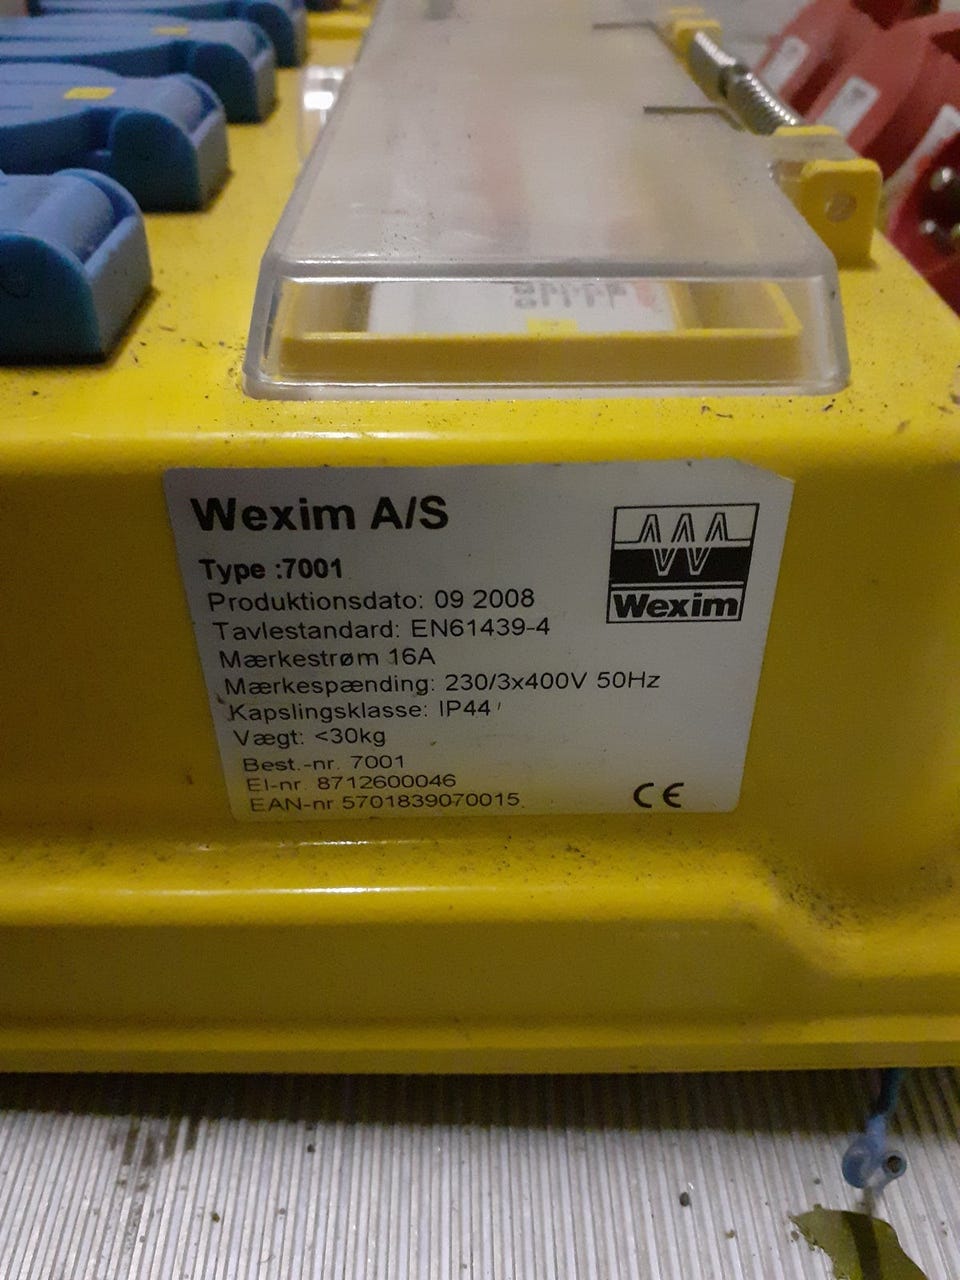 Wexim A/S
Type :7001
Produktionsdato: 09 2008
Tavlestandard: EN61439-4
Mærkestrøm 16A
Mærkespænding: 230/3x400V 50Hz
Kapslingsklasse: IP44
Vægt: <30kg
Best.-nr. 7001
El-nr. 8712600046
EAN-nr 5701839070015
Wexim
CE